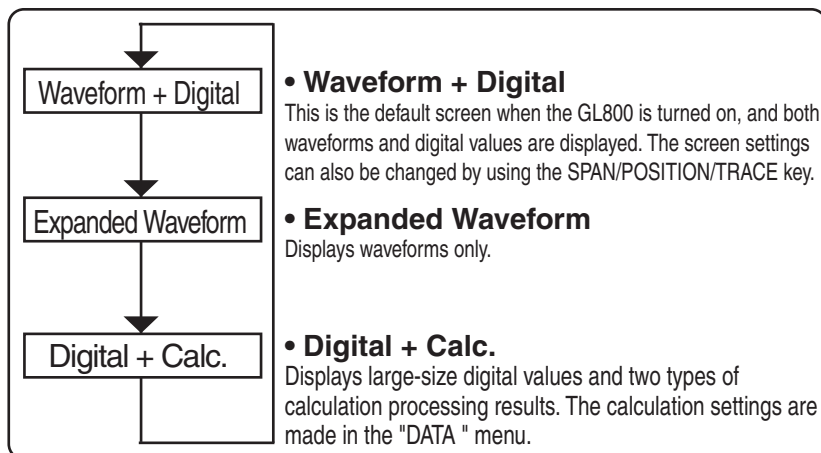 Waveform + Digital
Expanded Waveform
Digital + Calc.
• Waveform + Digital
This is the default screen when the GL800 is turned on, and both
waveforms and digital values are displayed. The screen settings
can also be changed by using the SPAN/POSITION/TRACE key.
• Expanded Waveform
Displays waveforms only.
• Digital + Calc.
Displays large-size digital values and two types of
calculation processing results. The calculation settings are
made in the "DATA " menu.